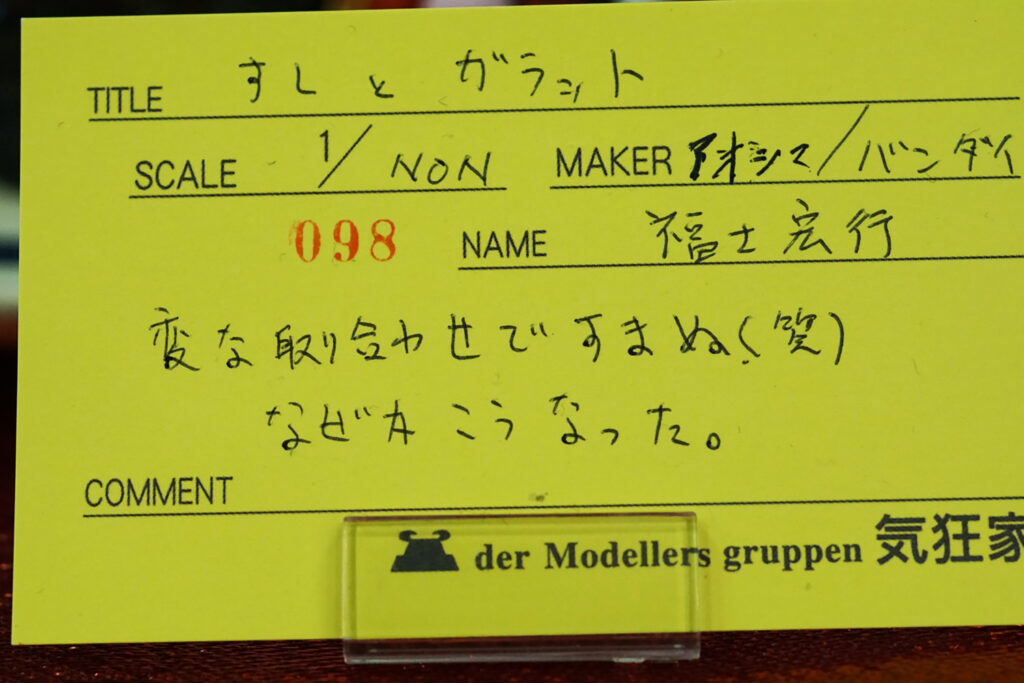 TITLE すしとガラット
SCALE 1/NON MAKER アオシマ/バンダイ
098 NAME 福士宏行
変な取り合わせですまぬ(笑)
なぜかこうなった。
COMMENT
der Modellers gruppen 気狂家